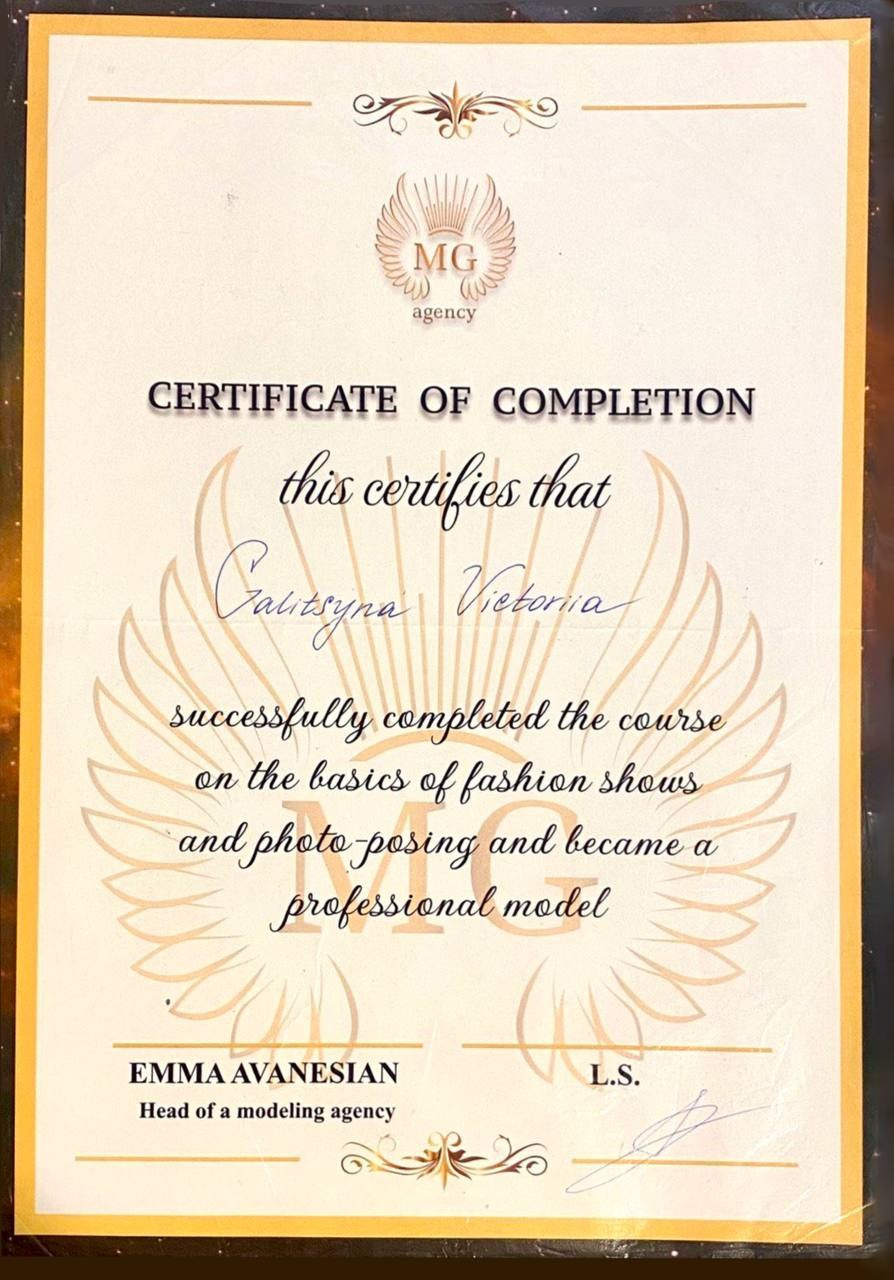 MG
agency
CERTIFICATE OF COMPLETION
this certifies that
Galitsyna Victoriia
successfully completed the course
on the basics of fashion shows
and photo-posing and became a
professional model
MG
EMMA AVANESIAN
Head of a modeling agency
L.S.